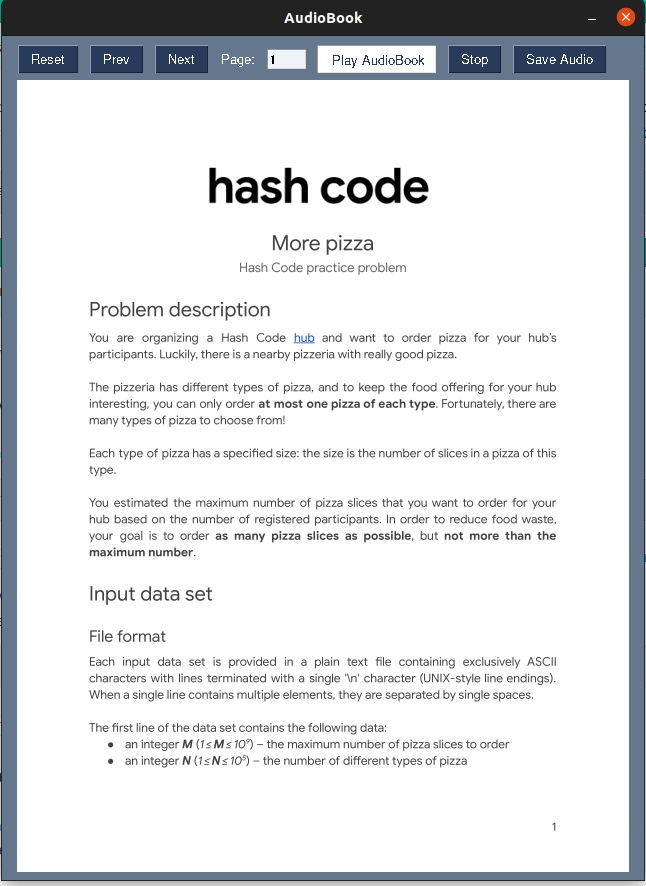 AudioBook
Reset Prev Next Page: 1 Play AudioBook Stop Save Audio
hash code
More pizza
Hash Code practice problem
Problem description
You are organizing a Hash Code hub and want to order pizza for your hub's
participants. Luckily, there is a nearby pizzeria with really good pizza.
The pizzeria has different types of pizza, and to keep the food offering for your hub
interesting, you can only order at most one pizza of each type. Fortunately, there are
many types of pizza to choose from!
Each type of pizza has a specified size: the size is the number of slices in a pizza of this
type.
You estimated the maximum number of pizza slices that you want to order for your
hub based on the number of registered participants. In order to reduce food waste,
your goal is to order as many pizza slices as possible, but not more than the
maximum number.
Input data set
File format
Each input data set is provided in a plain text file containing exclusively ASCII
characters with lines terminated with a single '\n' character (UNIX-style line endings).
When a single line contains multiple elements, they are separated by single spaces.
The first line of the data set contains the following data:
● an integer M (1≤ M ≤ 10⁹) – the maximum number of pizza slices to order
● an integer N (1≤ N ≤ 10⁵) – the number of different types of pizza
1